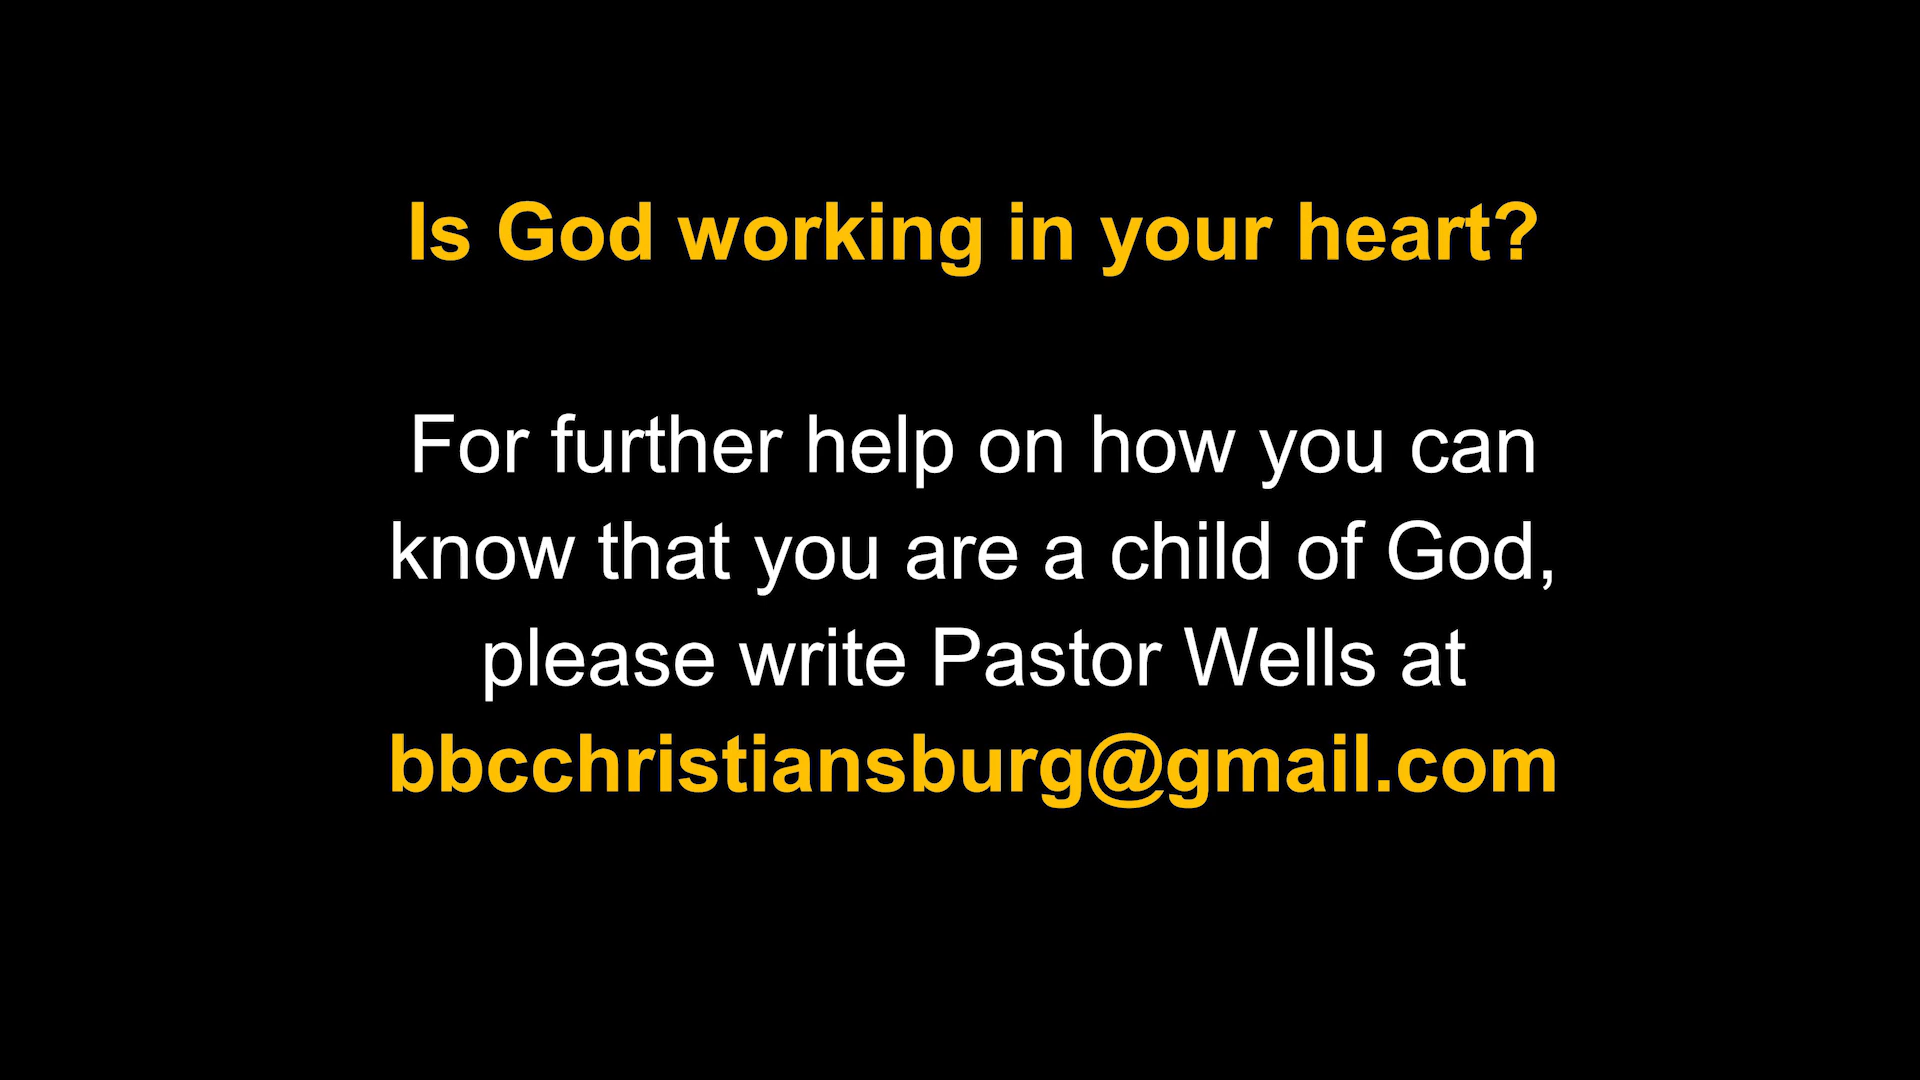 Is God working in your heart?
For further help on how you can
know that you are a child of God,
please write Pastor Wells at
bbcchristiansburg@gmail.com